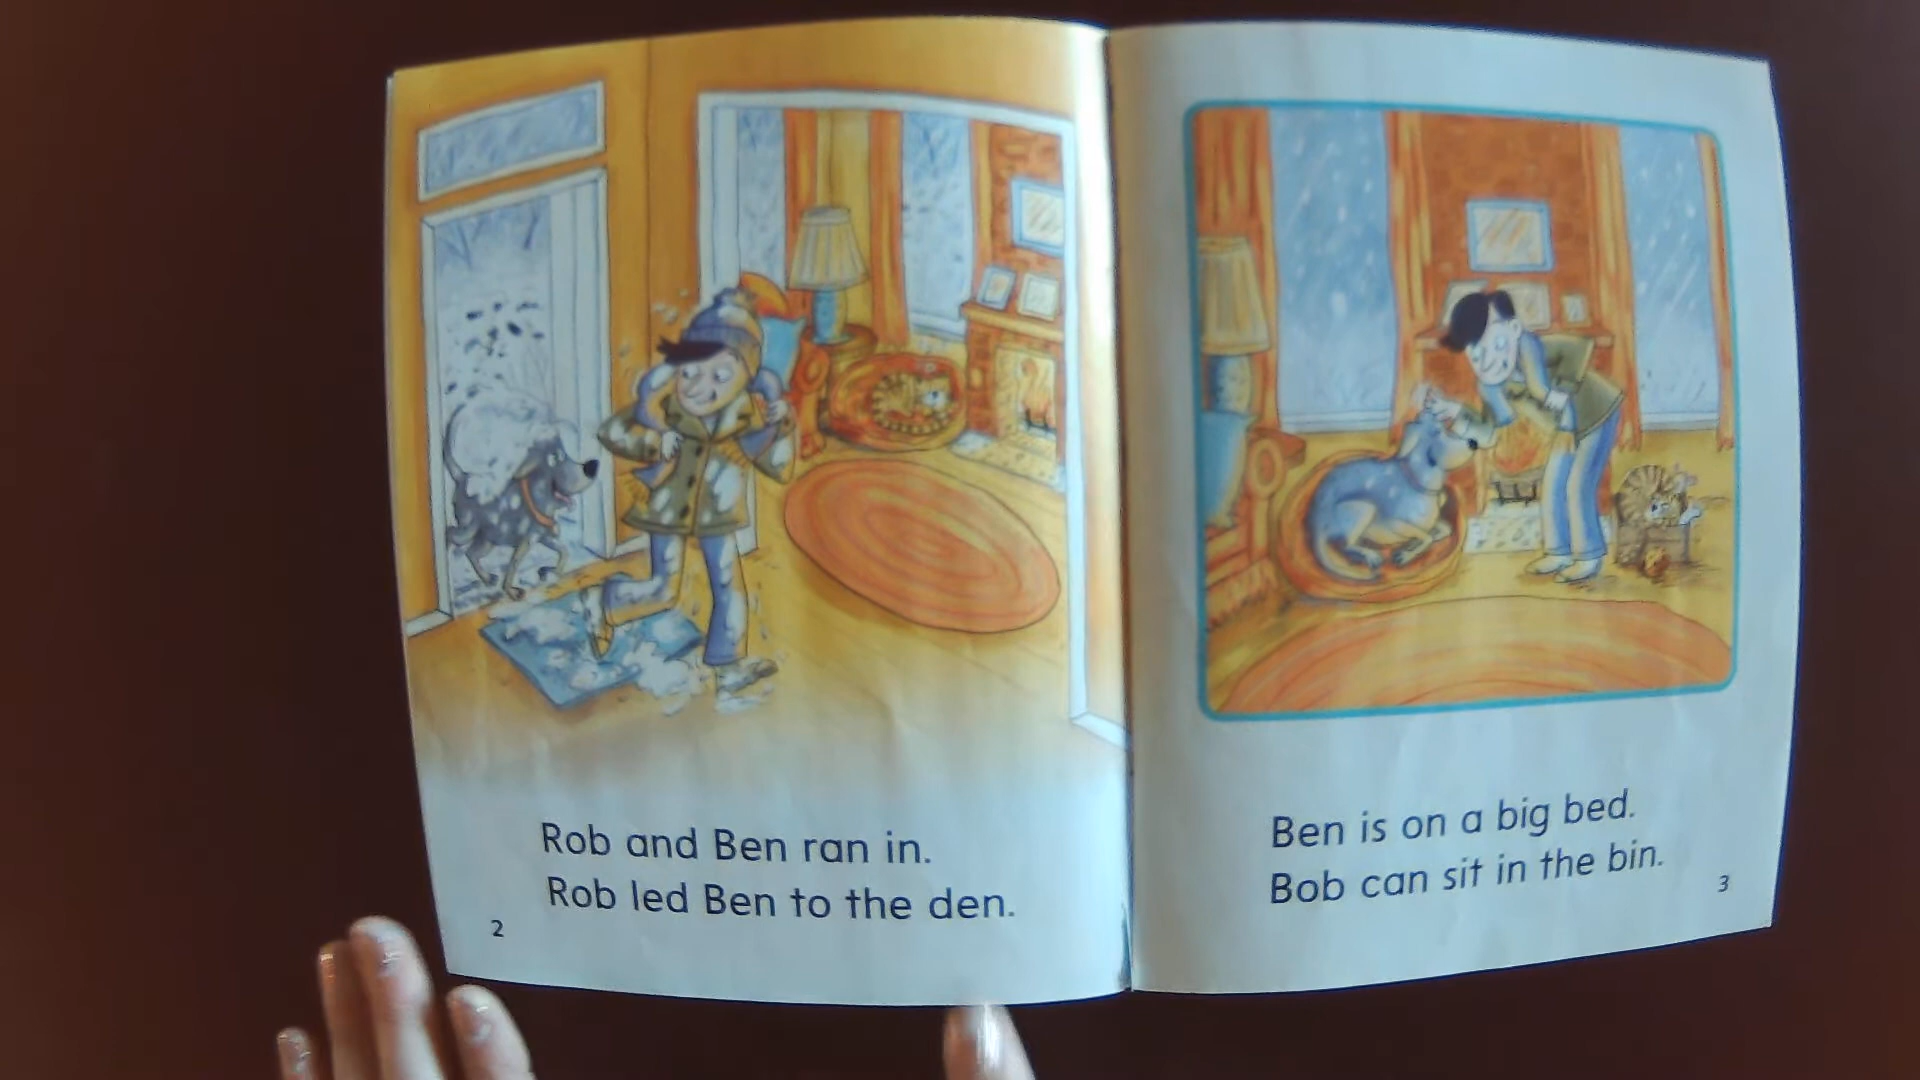 Rob and Ben ran in.
Rob led Ben to the den.
2
Ben is on a big bed.
Bob can sit in the bin.
3